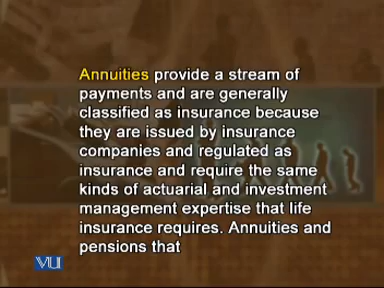 Annuities provide a stream of
payments and are generally
classified as insurance because
they are issued by insurance
companies and regulated as
insurance and require the same
kinds of actuarial and investment
management expertise that life
insurance requires. Annuities and
pensions that
VU